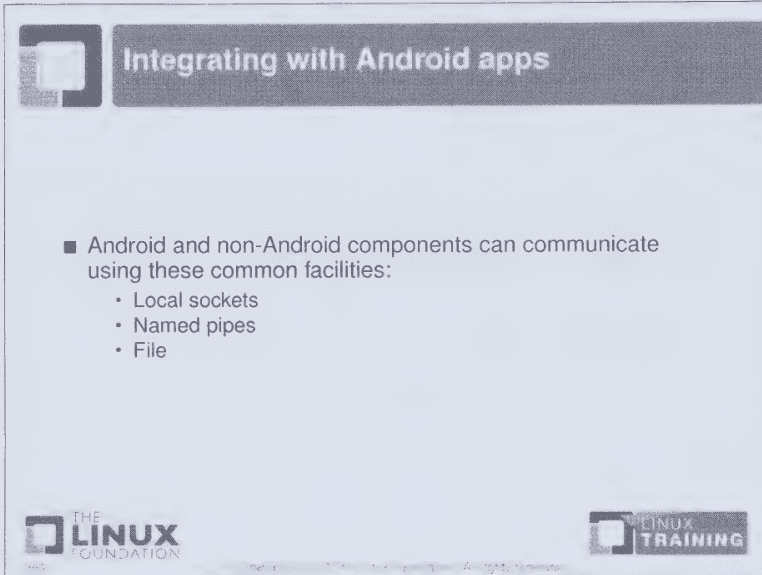 Integrating with Android apps
■ Android and non-Android components can communicate
using these common facilities:
• Local sockets
• Named pipes
• File
THE
LINUX
FOUNDATION
LINUX
TRAINING